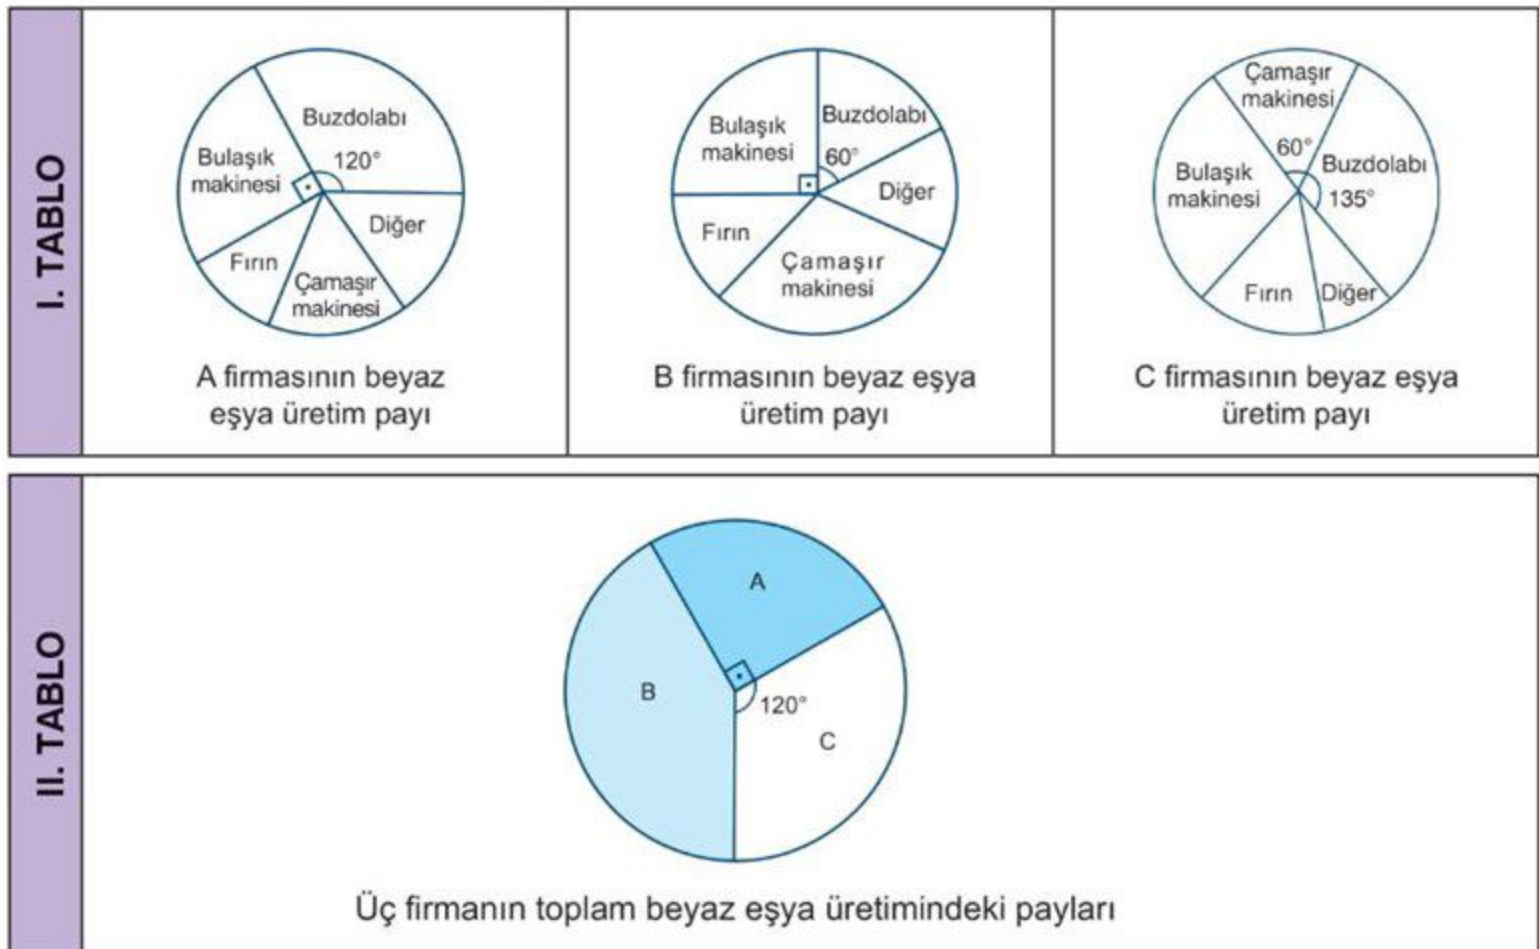 I. TABLO
Buzdolabı
120°
Bulaşık
makinesi
Diğer
Fırın
Çamaşır
makinesi
A firmasının beyaz
eşya üretim payı
Bulaşık
makinesi
Buzdolabı
60°
Diğer
Fırın
Çamaşır
makinesi
B firmasının beyaz eşya
üretim payı
Çamaşır
makinesi
60°
Buzdolabı
135°
Bulaşık
makinesi
Fırın
Diğer
C firmasının beyaz eşya
üretim payı
II. TABLO
A
B
120°
C
Üç firmanın toplam beyaz eşya üretimindeki payları